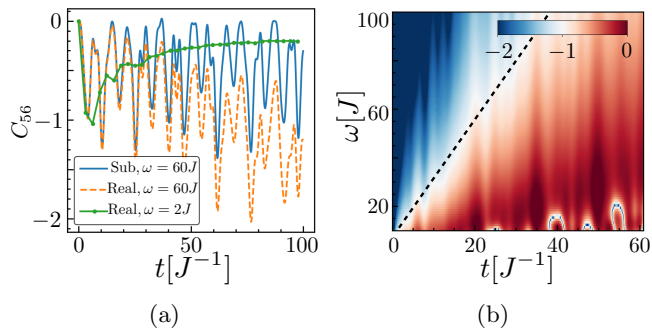 0
−1
−2
C₅₆
Sub, ω = 60J
Real, ω = 60J
Real, ω = 2J
0 50 100
t[J⁻¹]
(a)
100
60
20
ω[J]
−2 −1 0
0 20 40 60
t[J⁻¹]
(b)